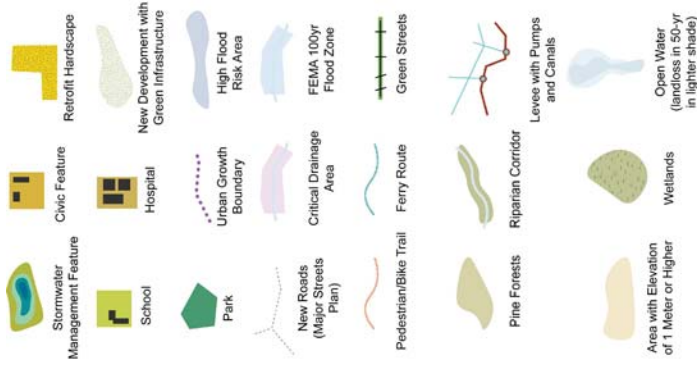 Stormwater
Management Feature
Civic Feature
Retrofit Hardscape
School
Hospital
New Development with
Green Infrastructure
Park
Urban Growth
Boundary
High Flood
Risk Area
New Roads
(Major Streets
Plan)
Critical Drainage
Area
FEMA 100yr
Flood Zone
Pedestrian/Bike Trail
Ferry Route
Green Streets
Pine Forests
Riparian Corridor
Levee with Pumps
and Canals
Area with Elevation
of 1 Meter or Higher
Wetlands
Open Water
(landloss in 50-yr
in lighter shade)